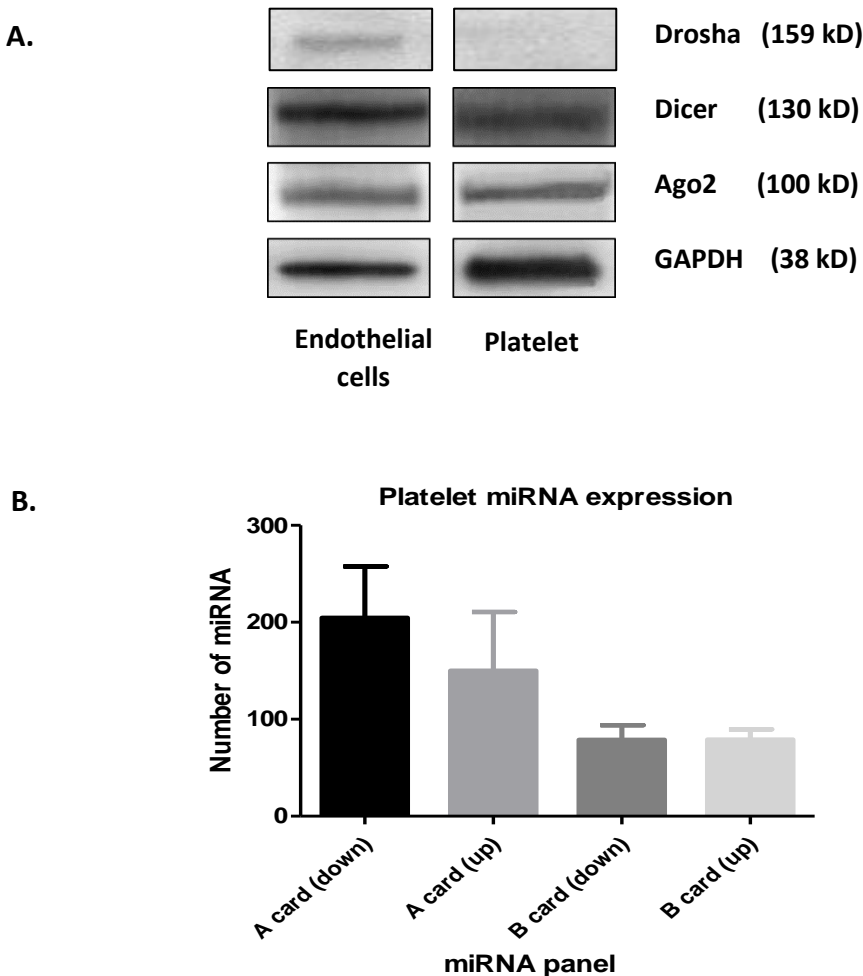 A.
Drosha (159 kD)
Dicer (130 kD)
Ago2 (100 kD)
GAPDH (38 kD)
Endothelial cells
Platelet
B.
Platelet miRNA expression
Number of miRNA
300
200
100
0
A card (down)
A card (up)
B card (down)
B card (up)
miRNA panel